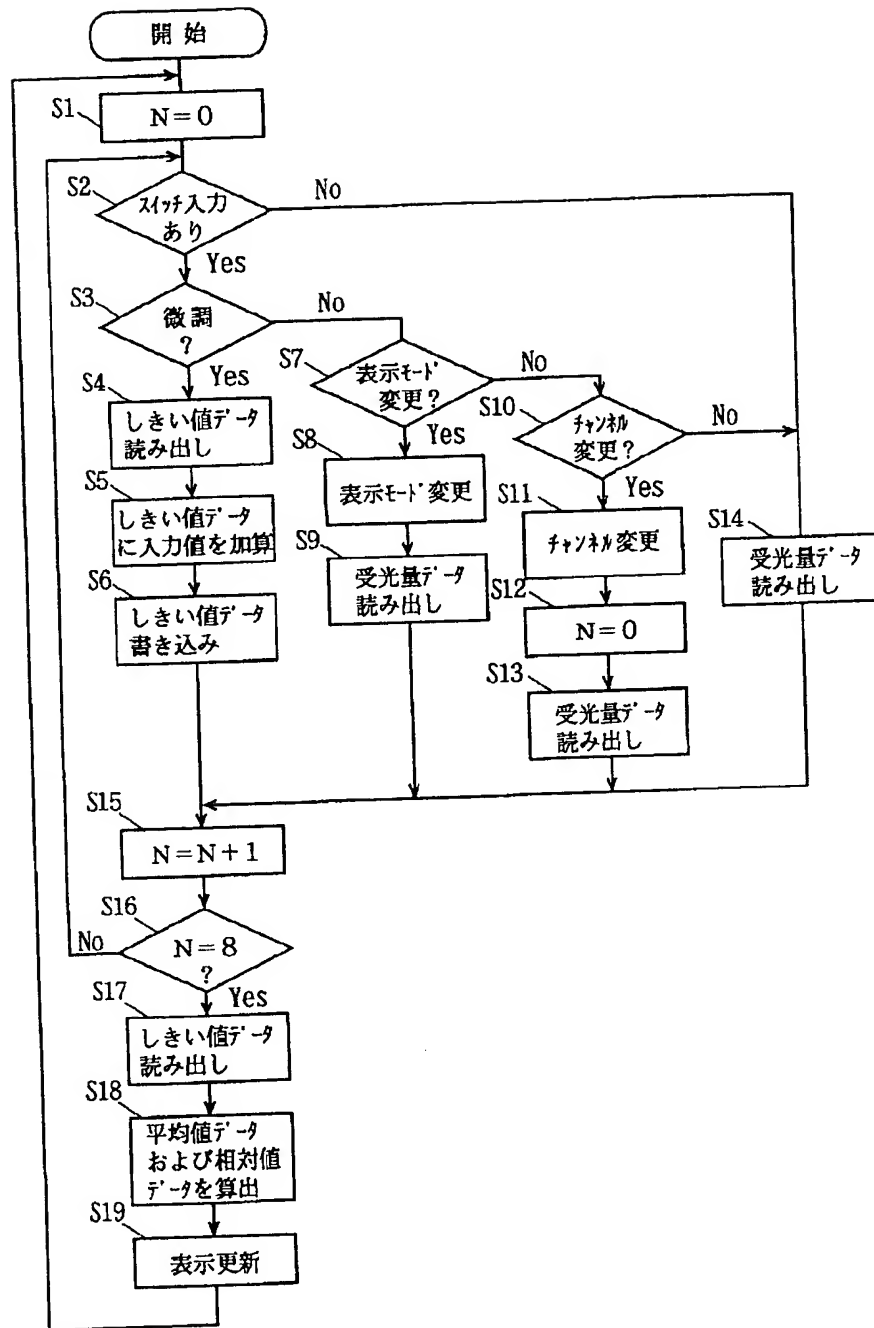 開始
S1
N=0
S2
スイッチ入力
あり
No
Yes
S3
微調
?
No
Yes
S4
しきい値データ
読み出し
S5
しきい値データ
に入力値を加算
S6
しきい値データ
書き込み
S7
表示モード
変更?
No
Yes
S8
表示モード変更
S9
受光量データ
読み出し
S10
チャンネル
変更?
No
Yes
S11
チャンネル変更
S12
N=0
S13
受光量データ
読み出し
S14
受光量データ
読み出し
S15
N=N+1
S16
N=8
?
No
Yes
S17
しきい値データ
読み出し
S18
平均値データ
および相対値
データを算出
S19
表示更新